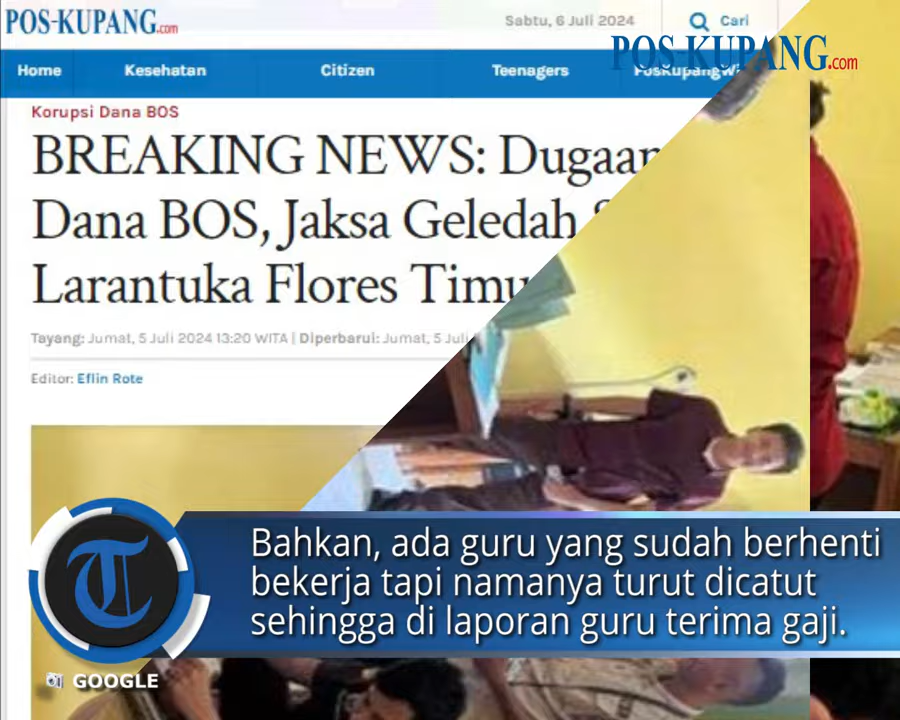 POS-KUPANG.com
Sabtu, 6 Juli 2024
Cari
POS-KUPANG.com
Home
Kesehatan
Citizen
Teenagers
Korupsi Dana BOS
BREAKING NEWS: Dugaan
Dana BOS, Jaksa Geledah
Larantuka Flores Timu
Tayang: Jumat, 5 Juli 2024 13:20 WITA | Diperbarui: Jumat, 5 Juli
Editor: Eflin Rote
Bahkan, ada guru yang sudah berhenti
bekerja tapi namanya turut dicatut
sehingga di laporan guru terima gaji.
T
GOOGLE